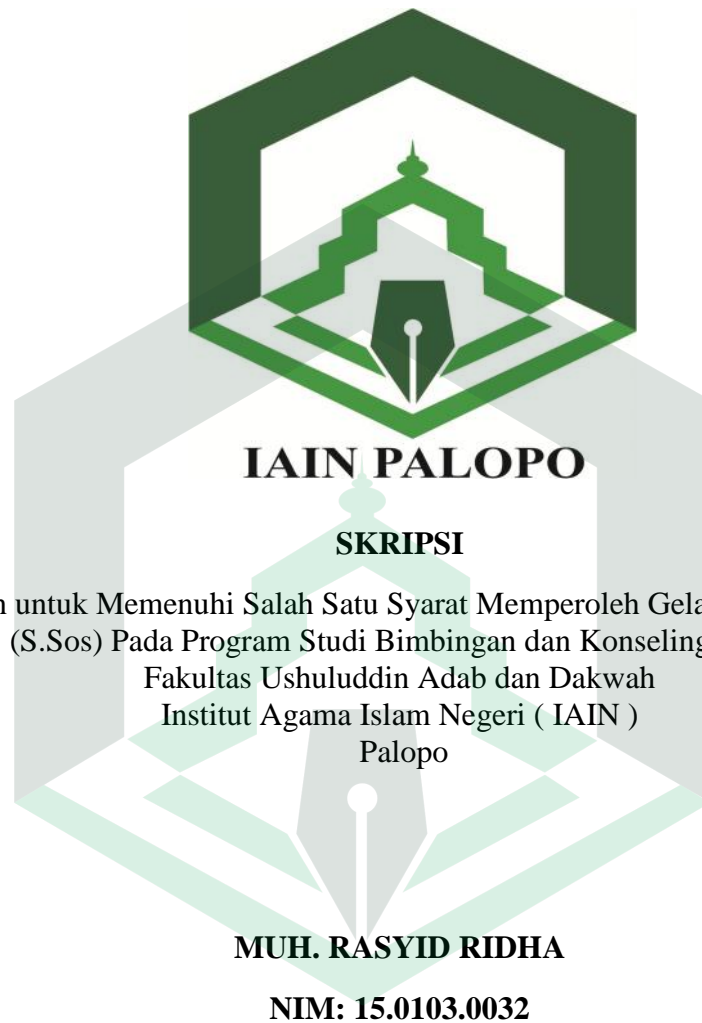 IAIN PALOPO
SKRIPSI
untuk Memenuhi Salah Satu Syarat Memperoleh
(S.Sos) Pada Program Studi Bimbingan dan Konseling
Fakultas Ushuluddin Adab dan Dakwah
Institut Agama Islam Negeri ( IAIN )
Palopo
MUH. RASYID RIDHA
NIM: 15.0103.0032